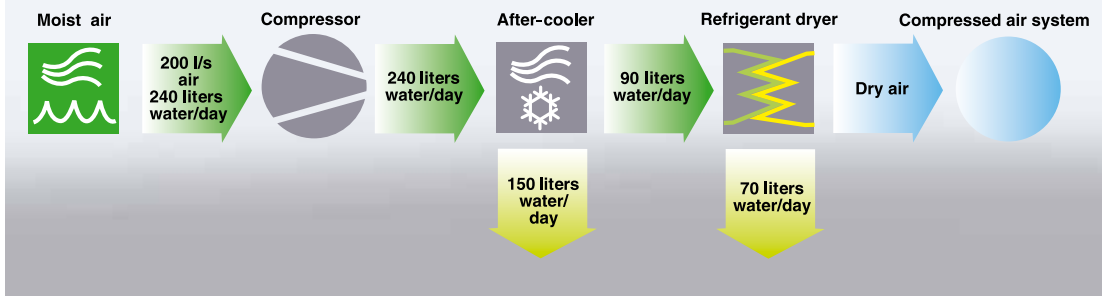 Moist air
Compressor
After-cooler
Refrigerant dryer
Compressed air system
200 l/s
air
240 liters
water/day
240 liters
water/day
90 liters
water/day
Dry air
150 liters
water/
day
70 liters
water/day